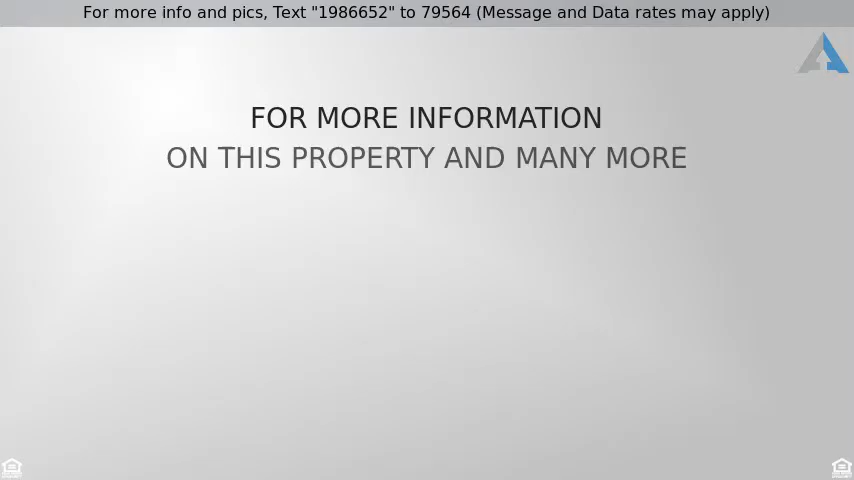 For more info and pics, Text "1986652" to 79564 (Message and Data rates may apply)
FOR MORE INFORMATION
ON THIS PROPERTY AND MANY MORE